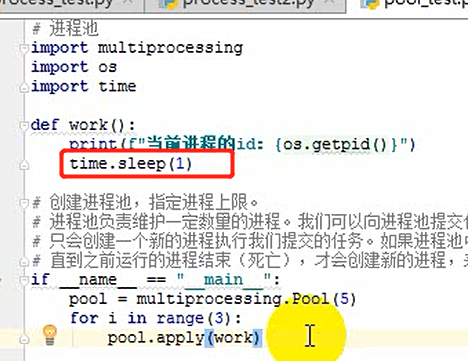 process_test.py process_test2.py pool_test.py
# 进程池
import multiprocessing
import os
import time
def work():
print(f"当前进程的id: {os.getpid()}")
time.sleep(1)
# 创建进程池，指定进程上限。
# 进程池负责维护一定数量的进程。我们可以向进程池提交
# 只会创建一个新的进程执行我们提交的任务。如果进程池
# 直到之前运行的进程结束（死亡），才会创建新的进程，
if __name__ == "__main__":
pool = multiprocessing.Pool(5)
for i in range(3):
pool.apply(work)